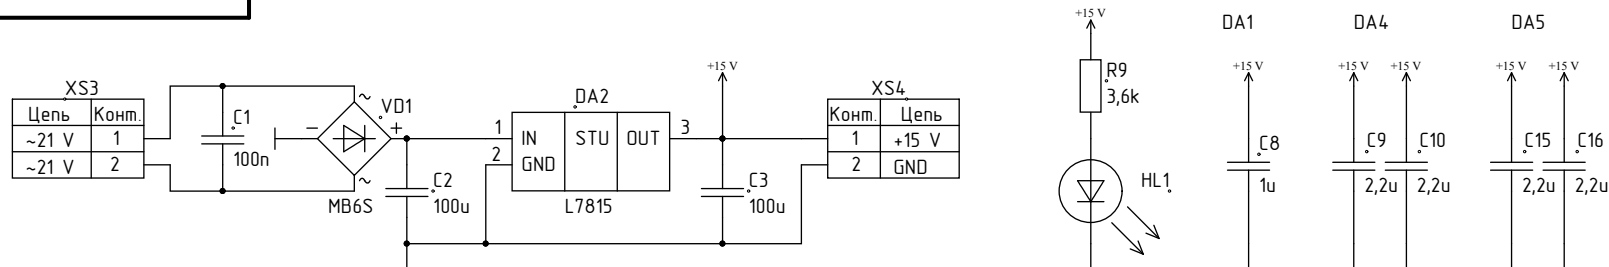 XS3
Цепь Конт.
~21 V 1
~21 V 2
C1
100n
~
VD1
−
+
~
MB6S
C2
100u
DA2
1
2
3
IN
GND
STU
OUT
L7815
+15 V
C3
100u
XS4
Конт. Цепь
1 +15 V
2 GND
+15 V
R9
3,6k
HL1
DA1
+15 V
C8
1u
DA4
+15 V
+15 V
C9
2,2u
C10
2,2u
DA5
+15 V
+15 V
C15
2,2u
C16
2,2u